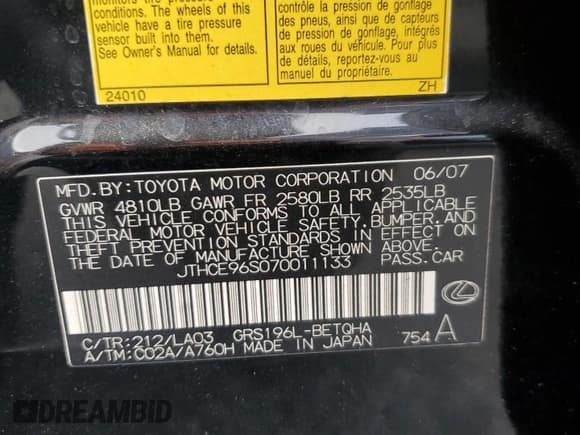 monitors tire pressure
conditions. The wheels of this
vehicle have a tire pressure
sensor built into them.
See Owner's Manual for details.
24010
contrôle la pression de gonflage
des pneus, ainsi que de capteurs
de pression de gonflage, intégrés
aux roues du véhicule. Pour plus
de détails, reportez-vous au manuel
du propriétaire.
ZH
MFD. BY: TOYOTA MOTOR CORPORATION 06/07
GVWR 4810LB GAWR FR 2580LB RR 2535LB
THIS VEHICLE CONFORMS TO ALL APPLICABLE
FEDERAL MOTOR VEHICLE SAFETY, BUMPER, AND
THEFT PREVENTION STANDARDS IN EFFECT ON
THE DATE OF MANUFACTURE SHOWN ABOVE.
JTHCE96S070011133 PASS. CAR
C/TR: 212/LA03 GRS196L-BETQHA
A/TM: C02A/A760H MADE IN JAPAN 754 A
DREAMBID